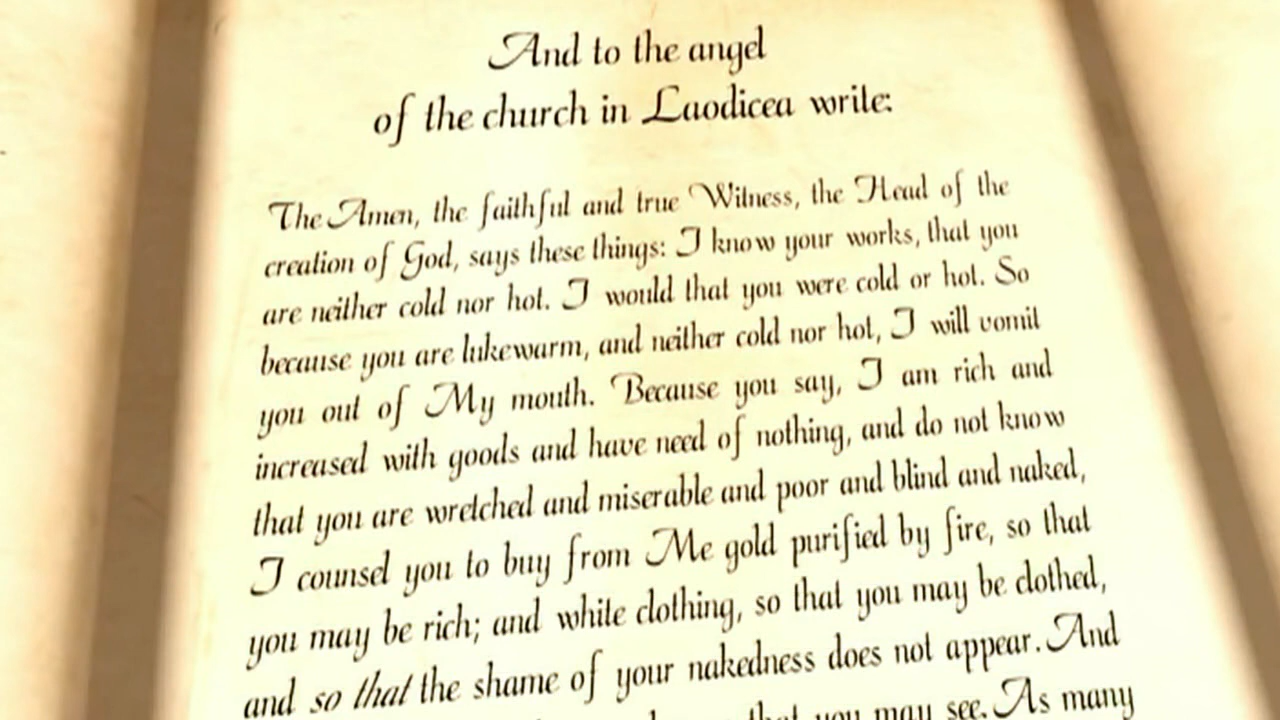 And to the angel
of the church in Laodicea write:
The Amen, the faithful and true Witness, the Head of the
creation of God, says these things: I know your works, that you
are neither cold nor hot. I would that you were cold or hot. So
because you are lukewarm, and neither cold nor hot, I will vomit
you out of My mouth. Because you say, I am rich and
increased with goods and have need of nothing, and do not know
that you are wretched and miserable and poor and blind and naked,
I counsel you to buy from Me gold purified by fire, so that
you may be rich; and white clothing, so that you may be clothed,
and so that the shame of your nakedness does not appear. And
that you may see. As many